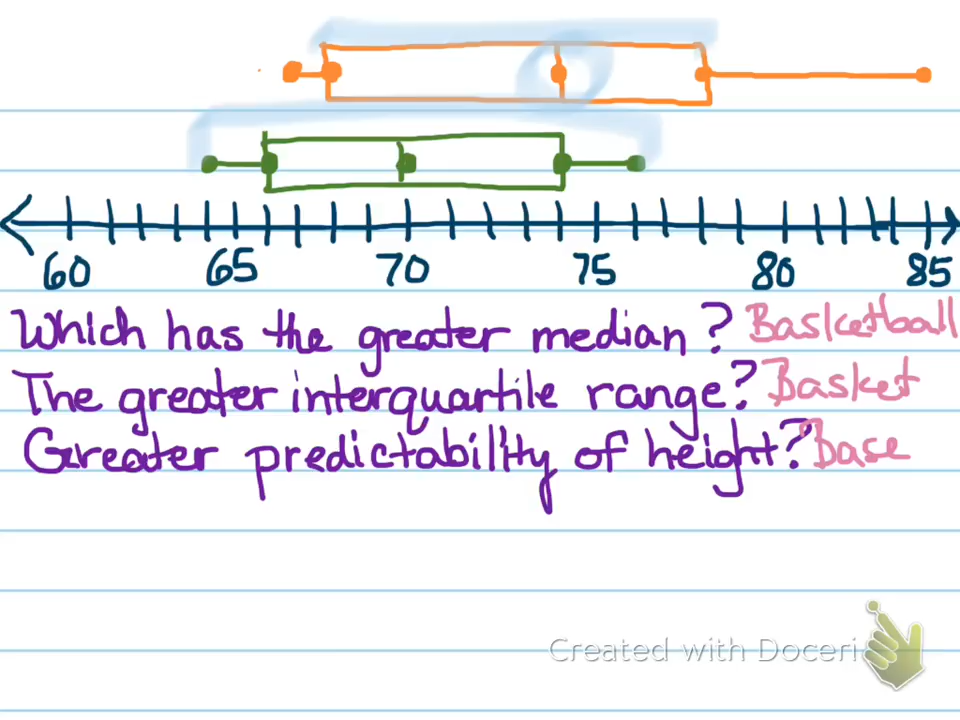 60 65 70 75 80 85
Which has the greater median? Basketball
The greater interquartile range? Basket
Greater predictability of height? Base
Created with Doceri